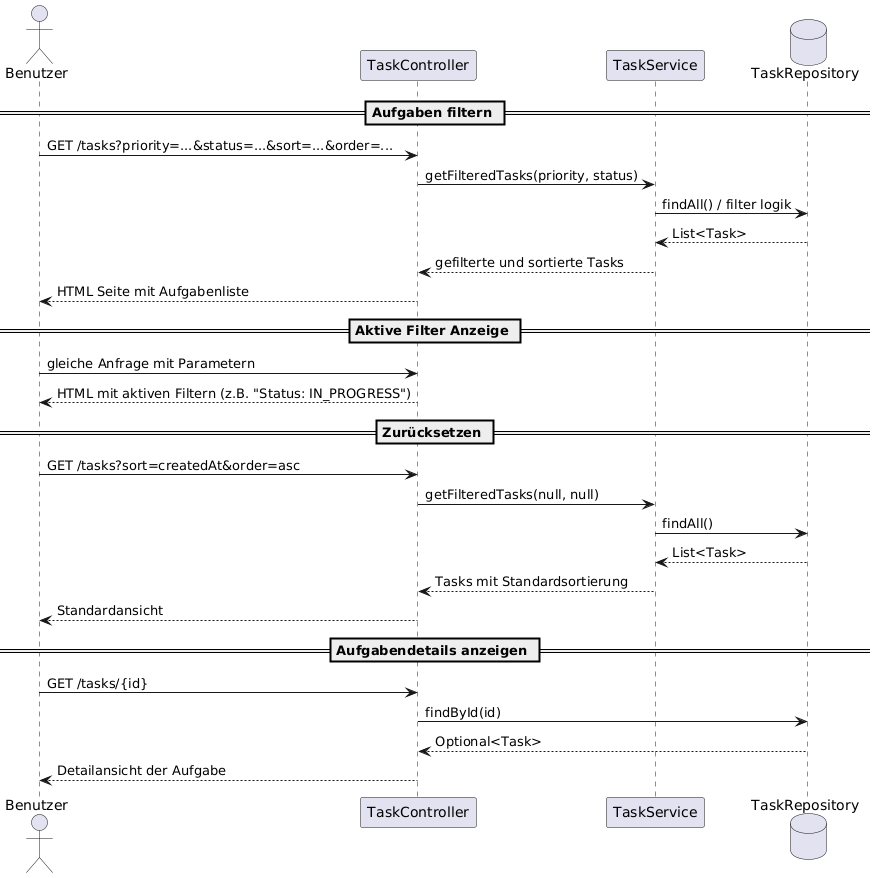 Benutzer
TaskController
TaskService
TaskRepository
Aufgaben filtern
GET /tasks?priority=...&status=...&sort=...&order=...
getFilteredTasks(priority, status)
findAll() / filter logik
List<Task>
gefilterte und sortierte Tasks
HTML Seite mit Aufgabenliste
Aktive Filter Anzeige
gleiche Anfrage mit Parametern
HTML mit aktiven Filtern (z.B. "Status: IN_PROGRESS")
Zurücksetzen
GET /tasks?sort=createdAt&order=asc
getFilteredTasks(null, null)
findAll()
List<Task>
Tasks mit Standardsortierung
Standardansicht
Aufgabendetails anzeigen
GET /tasks/{id}
findById(id)
Optional<Task>
Detailansicht der Aufgabe
Benutzer
TaskController
TaskService
TaskRepository